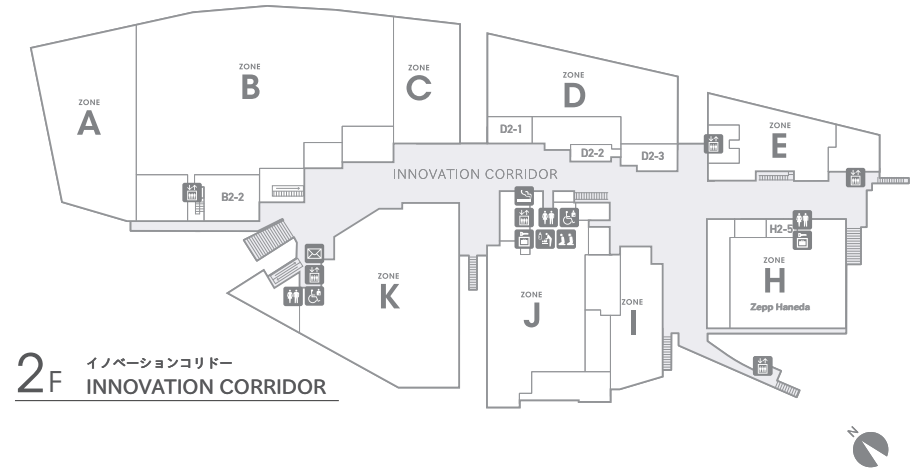 ZONE
A
ZONE
B
ZONE
C
ZONE
D
ZONE
E
D2-1
D2-2
D2-3
B2-2
INNOVATION CORRIDOR
H2-5
ZONE
H
Zepp Haneda
ZONE
K
ZONE
J
ZONE
I
2F
イノベーションコリドー
INNOVATION CORRIDOR
N